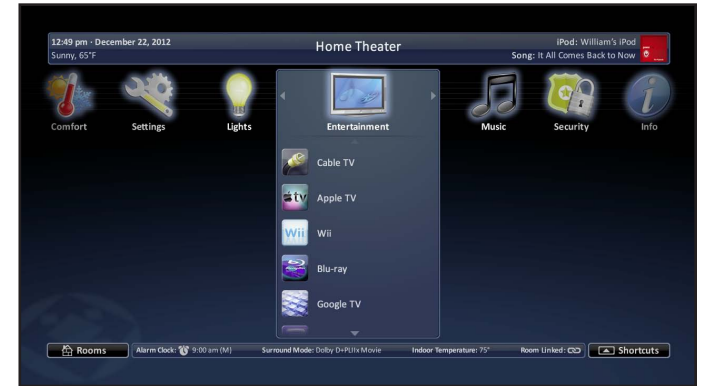 12:49 pm · December 22, 2012
Sunny, 65°F
Home Theater
iPod: William's iPod
Song: It All Comes Back to Now
Comfort
Settings
Lights
Entertainment
Music
Security
Info
Cable TV
tv Apple TV
Wii Wii
Blu-ray
Google TV
Rooms
Alarm Clock: 9:00 am (M)
Surround Mode: Dolby D+PLIIx Movie
Indoor Temperature: 75°
Room Linked:
Shortcuts